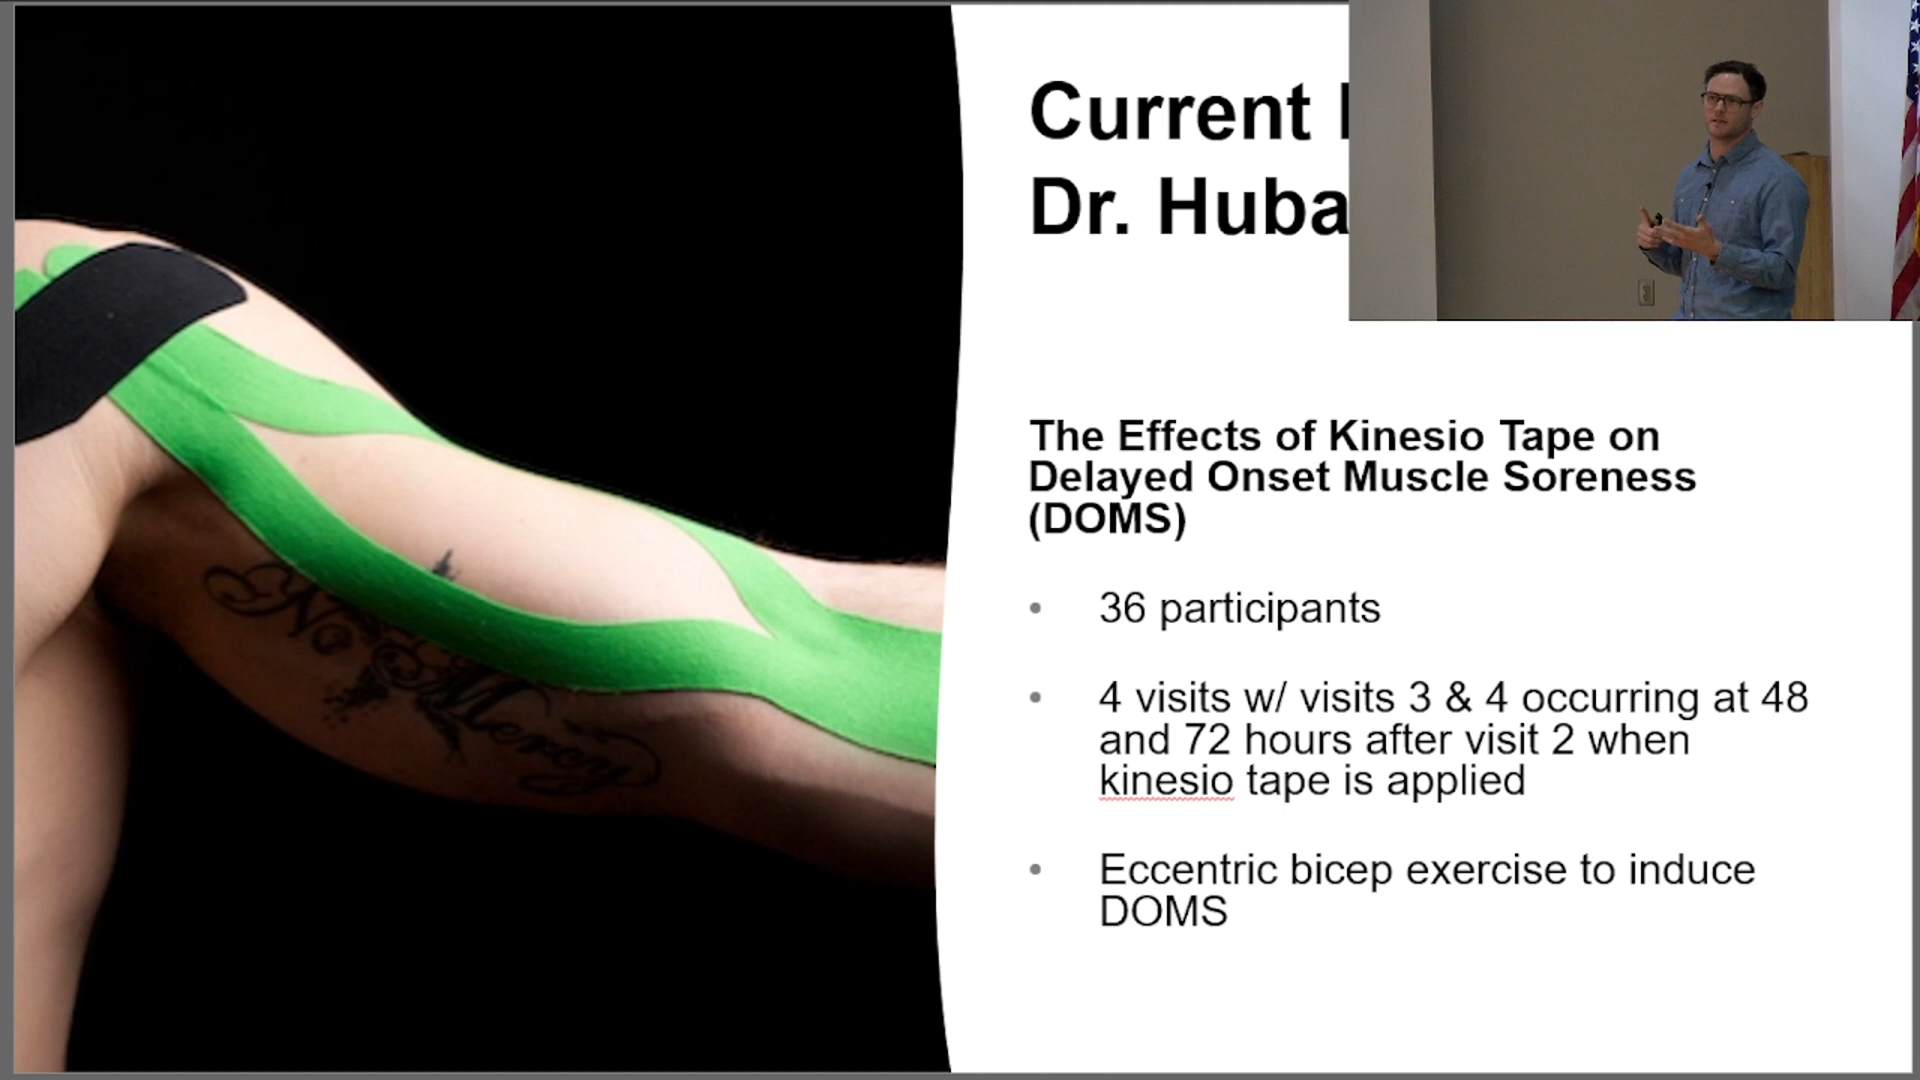 Current
Dr. Huba
The Effects of Kinesio Tape on
Delayed Onset Muscle Soreness
(DOMS)
• 36 participants
• 4 visits w/ visits 3 & 4 occurring at 48
and 72 hours after visit 2 when
kinesio tape is applied
• Eccentric bicep exercise to induce
DOMS
No
Mercy